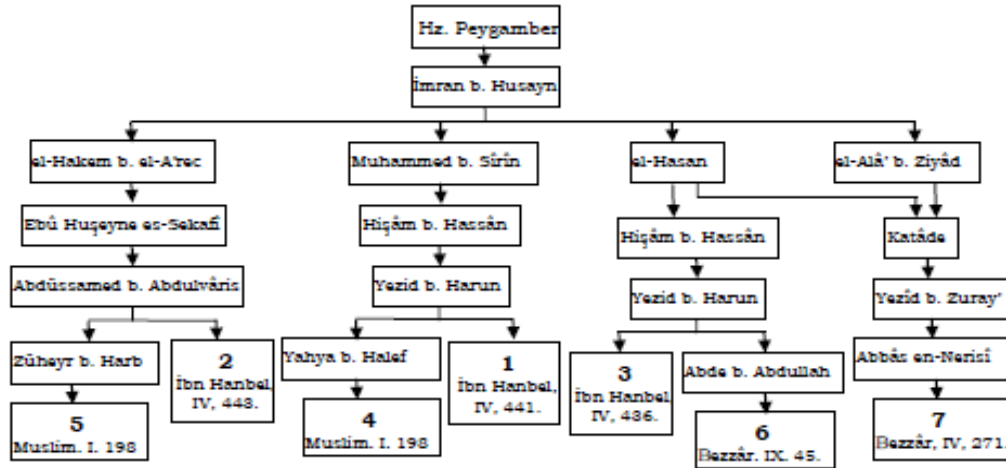 Hz. Peygamber
İmran b. Husayn
el-Hakem b. el-A'rec
Muhammed b. Sîrîn
el-Hasan
el-Alâ' b. Ziyâd
Ebû Huşeyne es-Sekafî
Hişâm b. Hassân
Hişâm b. Hassân
Katâde
Abdüssamed b. Abdulvâris
Yezid b. Harun
Yezid b. Harun
Yezîd b. Zuray'
Züheyr b. Harb
2
İbn Hanbel,
IV, 443.
Yahya b. Halef
1
İbn Hanbel,
IV, 441.
3
İbn Hanbel
IV, 436.
Abde b. Abdullah
Abbâs en-Nerisî
5
Muslim. I. 198
4
Muslim. I. 198
6
Bezzâr. IX. 45.
7
Bezzâr, IV, 271.